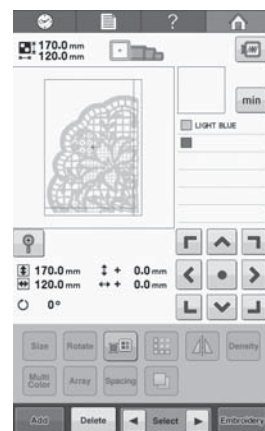 ?
170.0 mm
120.0 mm
min
LIGHT BLUE
170.0 mm + 0.0 mm
120.0 mm + 0.0 mm
0°
Size Rotate Density
Multi Color Array Spacing
Add Delete Select Embroidery